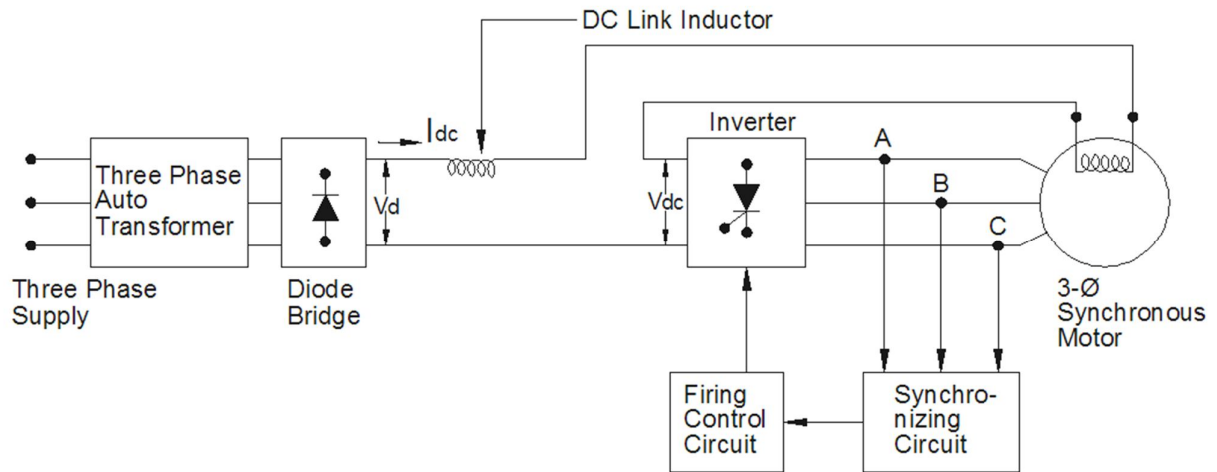 DC Link Inductor
Idc
Inverter
A
B
C
Three Phase
Auto
Transformer
Vd
Vdc
Three Phase
Supply
Diode
Bridge
3-Ø
Synchronous
Motor
Firing
Control
Circuit
Synchro-
nizing
Circuit